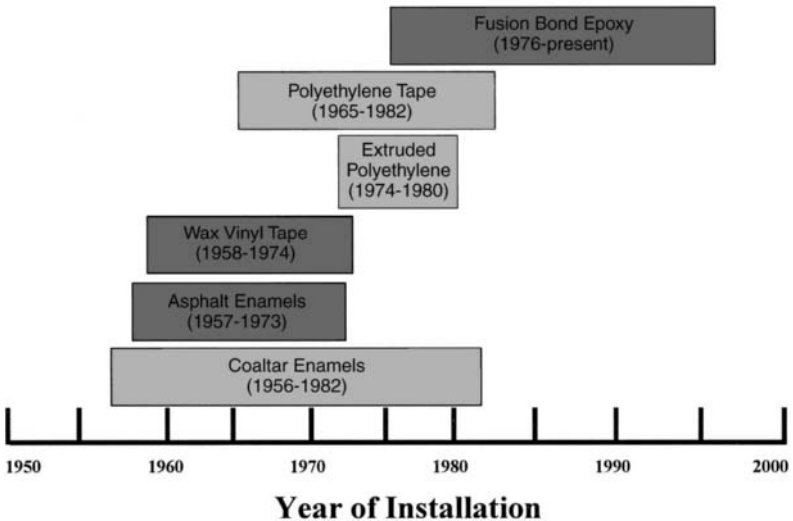 Fusion Bond Epoxy
(1976-present)
Polyethylene Tape
(1965-1982)
Extruded
Polyethylene
(1974-1980)
Wax Vinyl Tape
(1958-1974)
Asphalt Enamels
(1957-1973)
Coaltar Enamels
(1956-1982)
1950 1960 1970 1980 1990 2000
Year of Installation